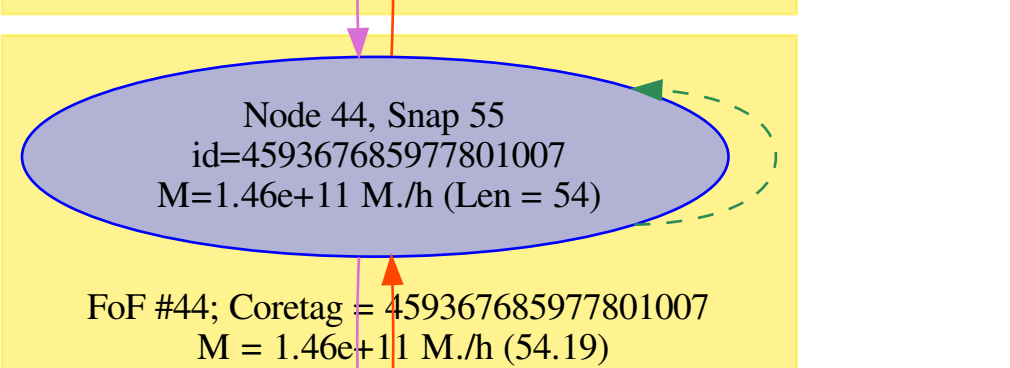 Node 44, Snap 55
id=459367685977801007
M=1.46e+11 M./h (Len = 54)
FoF #44; Coretag = 459367685977801007
M = 1.46e+11 M./h (54.19)